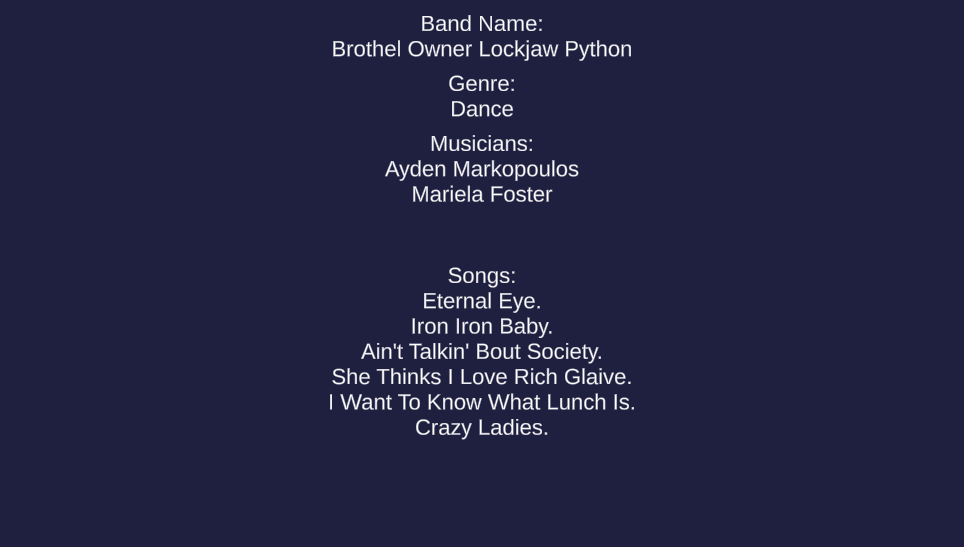 Band Name:
Brothel Owner Lockjaw Python
Genre:
Dance
Musicians:
Ayden Markopoulos
Mariela Foster
Songs:
Eternal Eye.
Iron Iron Baby.
Ain't Talkin' Bout Society.
She Thinks I Love Rich Glaive.
I Want To Know What Lunch Is.
Crazy Ladies.